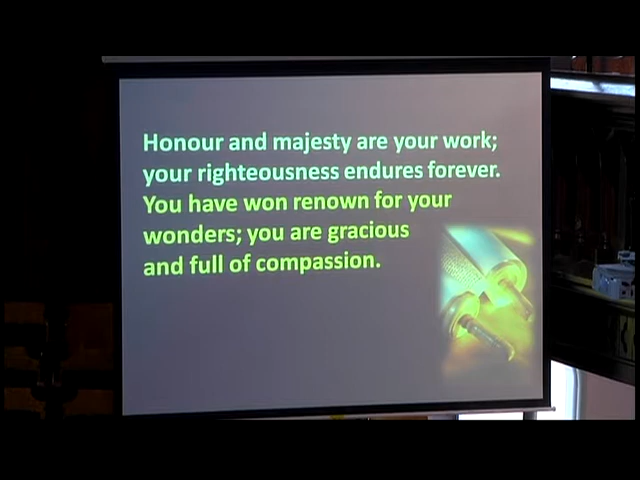 Honour and majesty are your work;
your righteousness endures forever.
You have won renown for your
wonders; you are gracious
and full of compassion.